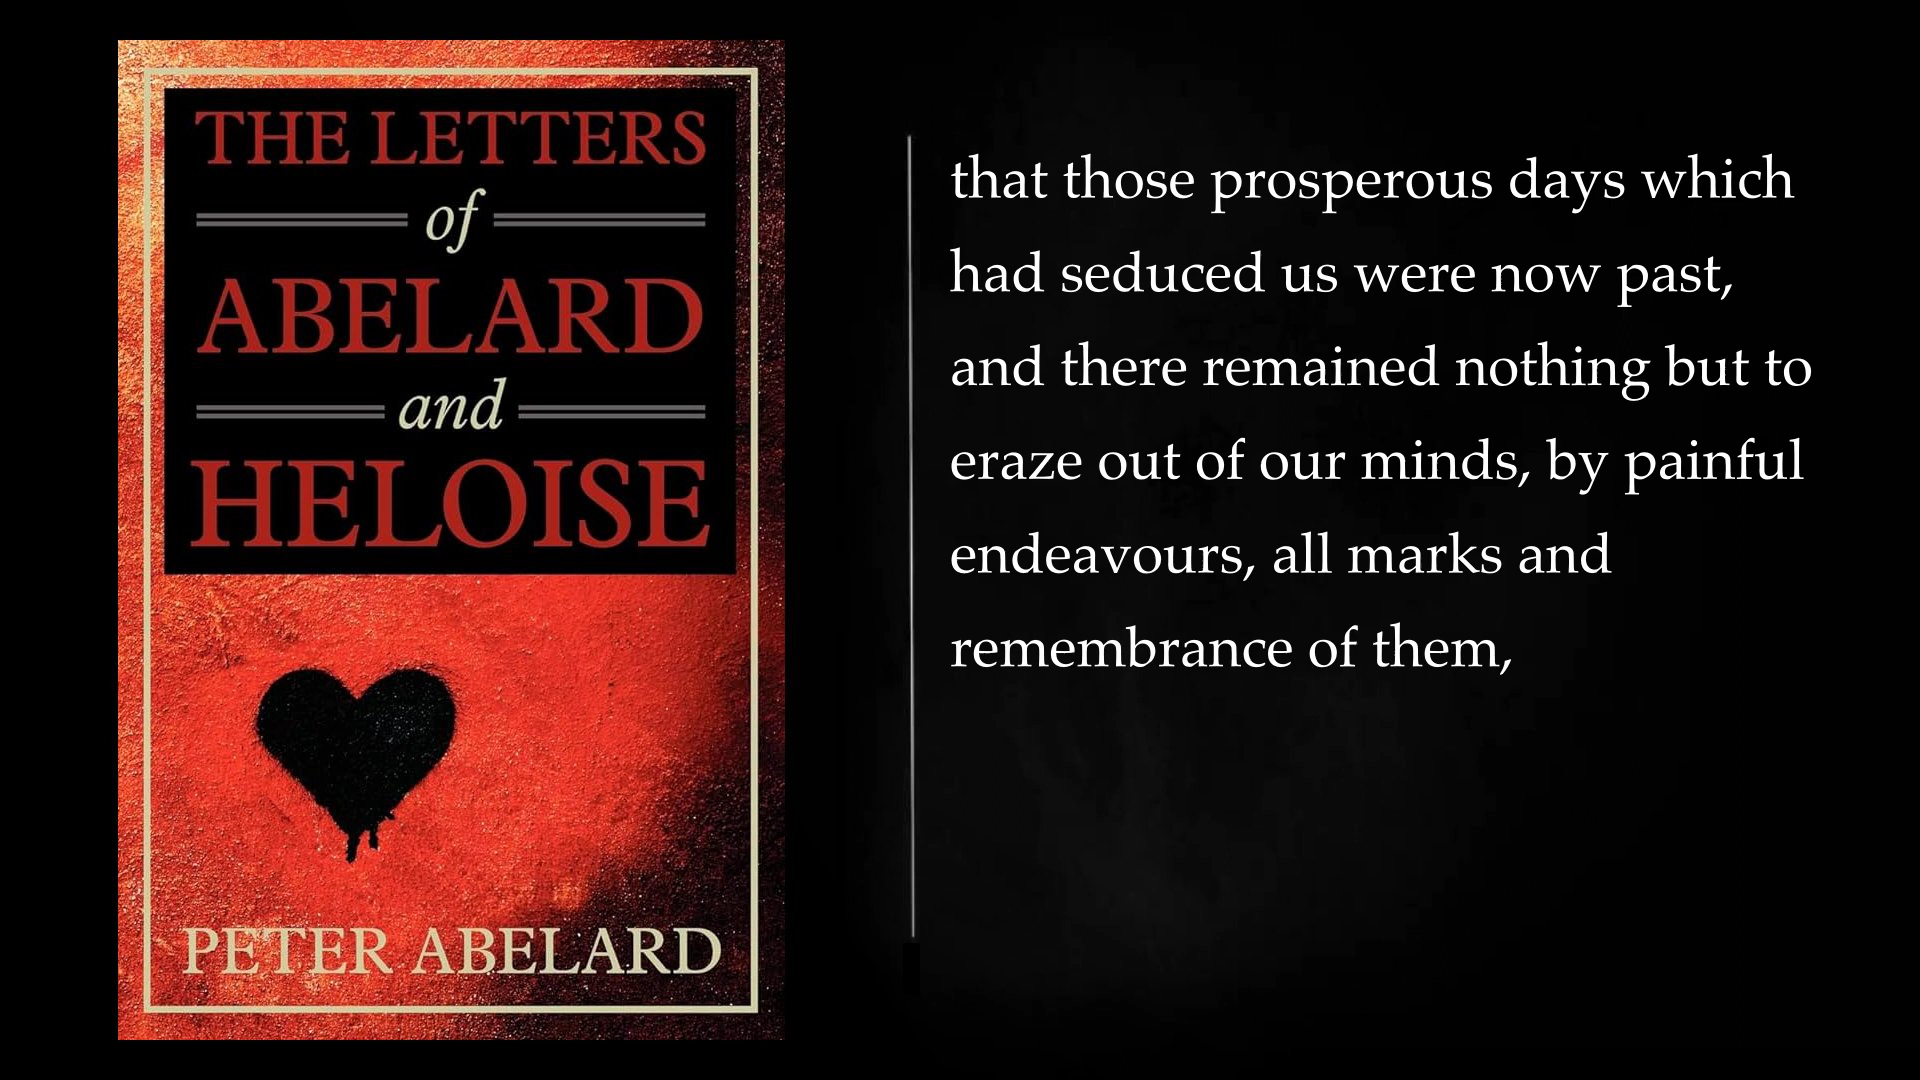 THE LETTERS
of
ABELARD
and
HELOISE
PETER ABELARD
that those prosperous days which
had seduced us were now past,
and there remained nothing but to
eraze out of our minds, by painful
endeavours, all marks and
remembrance of them,